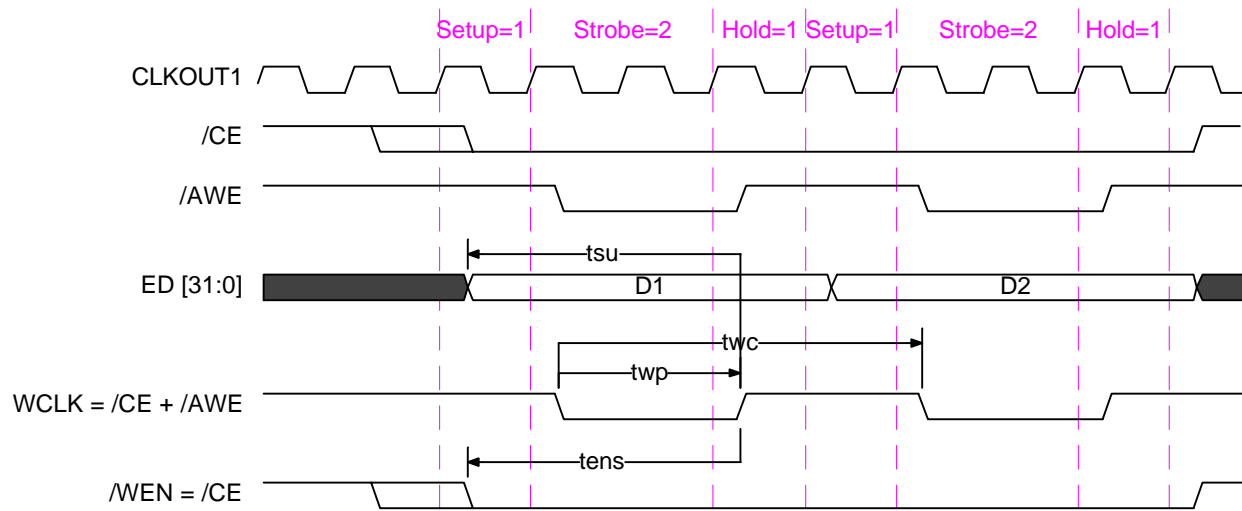 Setup=1 Strobe=2 Hold=1 Setup=1 Strobe=2 Hold=1
CLKOUT1
/CE
/AWE
tsu
ED [31:0] D1 D2
twc
twp
WCLK = /CE + /AWE
tens
/WEN = /CE